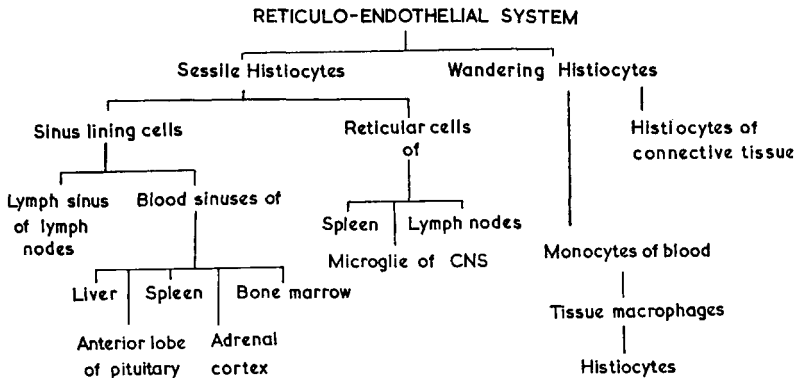 RETICULO-ENDOTHELIAL SYSTEM
Sessile Histiocytes
Wandering Histiocytes
Sinus lining cells
Reticular cells
of
Histiocytes of
connective tissue
Lymph sinus
of lymph
nodes
Blood sinuses of
Spleen
Lymph nodes
Microglie of CNS
Monocytes of blood
Liver
Spleen
Bone marrow
Tissue macrophages
Anterior lobe
of pituitary
Adrenal
cortex
Histiocytes